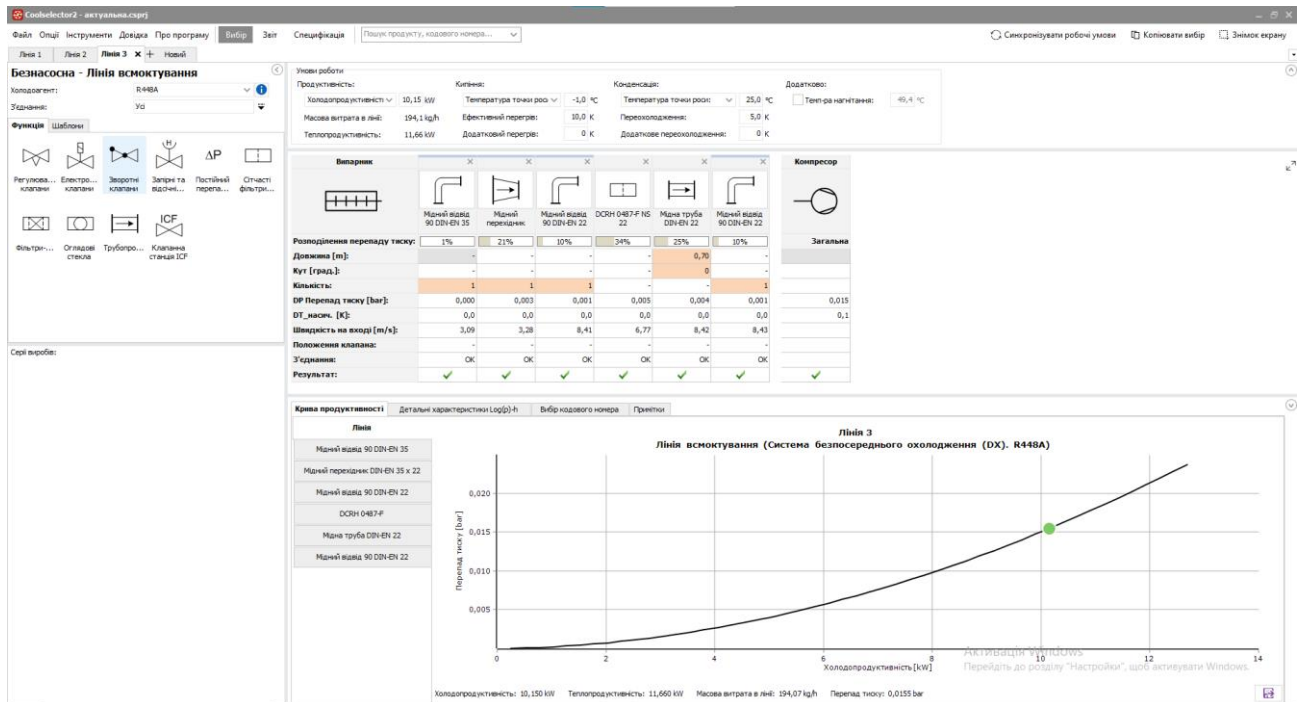 Coolselector2 - актуальна.csprj
Файл Опції Інструменти Довідка Про програму Вибір Звіт Специфікація Пошук продукту, кодового номера... Синхронізувати робочі умови Копіювати вибір Знімок екрану
Лінія 1 Лінія 2 Лінія 3 Новий
Безнасосна - Лінія всмоктування
Холодоагент: R448A
З'єднання: Усі
Функція Шаблони
Регулюва... клапани
Електро... клапани
Зворотні клапани
Запірні та відсічні...
ΔP Постійний перепа...
Сітчасті фільтри...
Фільтри-...
Оглядові стекла
Трубопро...
ICF Клапанна станція ICF
Серії виробів:
Умови роботи
Продуктивність: Кипіння: Конденсація: Додатково:
Холодопродуктивність 10,15 kW Температура точки роси -1,0 °C Температура точки роси: 25,0 °C Темп-ра нагнітання: 49,4 °C
Масова витрата в лінії: 194,1 kg/h Ефективний перегрів: 10,0 K Переохолодження: 5,0 K
Теплопродуктивність: 11,66 kW Додатковий перегрів: 0 K Додаткове переохолодження: 0 K
Випарник Компресор
Мідний відвід 90 DIN-EN 35
Мідний перехідник
Мідний відвід 90 DIN-EN 22
DCRH 0487-F NS 22
Мідна труба DIN-EN 22
Мідний відвід 90 DIN-EN 22
Розподілення перепаду тиску: 1% 21% 10% 34% 25% 10% Загальна
Довжина [m]: - - - - 0,70 -
Кут [град.]: - - - - 0 -
Кількість: 1 1 1 - - 1
DP Перепад тиску [bar]: 0,000 0,003 0,001 0,005 0,004 0,001 0,015
DT_насич. [K]: 0,0 0,0 0,0 0,0 0,0 0,0 0,1
Швидкість на вході [m/s]: 3,09 3,28 8,41 6,77 8,42 8,43
Положення клапана: - - - - - -
З'єднання: OK OK OK OK OK OK
Результат:
Крива продуктивності Детальні характеристики Log(p)-h Вибір кодового номера Примітки
Лінія
Мідний відвід 90 DIN-EN 35
Мідний перехідник DIN-EN 35 x 22
Мідний відвід 90 DIN-EN 22
DCRH 0487-F
Мідна труба DIN-EN 22
Мідний відвід 90 DIN-EN 22
Лінія 3
Лінія всмоктування (Система безпосереднього охолодження (DX). R448A)
Перепад тиску [bar]
0,020
0,015
0,010
0,005
0 2 4 6 8 10 12 14
Холодопродуктивність [kW]
Активація Windows
Перейдіть до розділу "Настройки", щоб активувати Windows.
Холодопродуктивність: 10,150 kW Теплопродуктивність: 11,660 kW Масова витрата в лінії: 194,07 kg/h Перепад тиску: 0,0155 bar